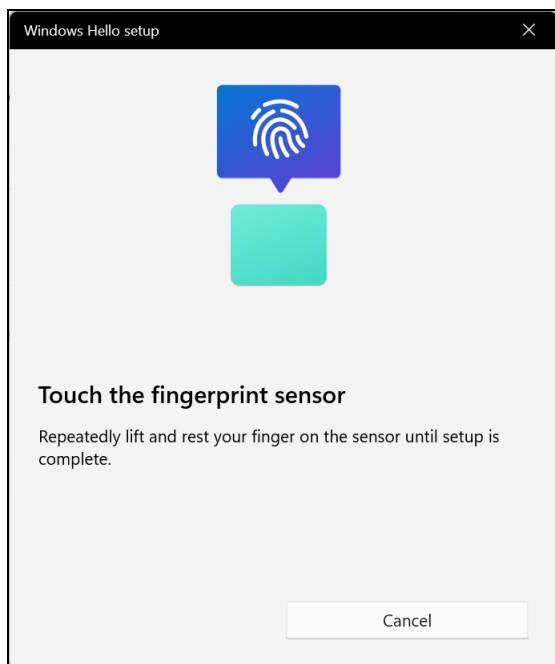 Windows Hello setup
Touch the fingerprint sensor
Repeatedly lift and rest your finger on the sensor until setup is
complete.
Cancel